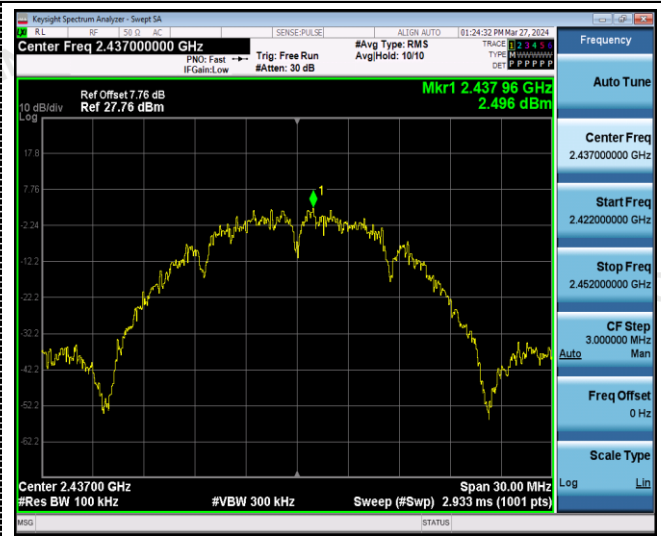 Keysight Spectrum Analyzer - Swept SA
RL RF 50 Ω AC SENSE:PULSE ALIGN AUTO 01:24:32 PM Mar 27, 2024
Center Freq 2.437000000 GHz
PNO: Fast
IFGain:Low
Trig: Free Run
#Atten: 30 dB
#Avg Type: RMS
Avg|Hold: 10/10
TRACE 1 2 3 4 5 6
TYPE M W W W W W
DET P P P P P P
Ref Offset 7.76 dB
Ref 27.76 dBm
10 dB/div
Log
Mkr1 2.437 96 GHz
2.496 dBm
17.8
7.76
-2.24
-12.2
-22.2
-32.2
-42.2
-52.2
-62.2
1
Center 2.43700 GHz
#Res BW 100 kHz
#VBW 300 kHz
Span 30.00 MHz
Sweep (#Swp) 2.933 ms (1001 pts)
MSG
STATUS
Frequency
Auto Tune
Center Freq
2.437000000 GHz
Start Freq
2.422000000 GHz
Stop Freq
2.452000000 GHz
CF Step
3.000000 MHz
Auto Man
Freq Offset
0 Hz
Scale Type
Log Lin